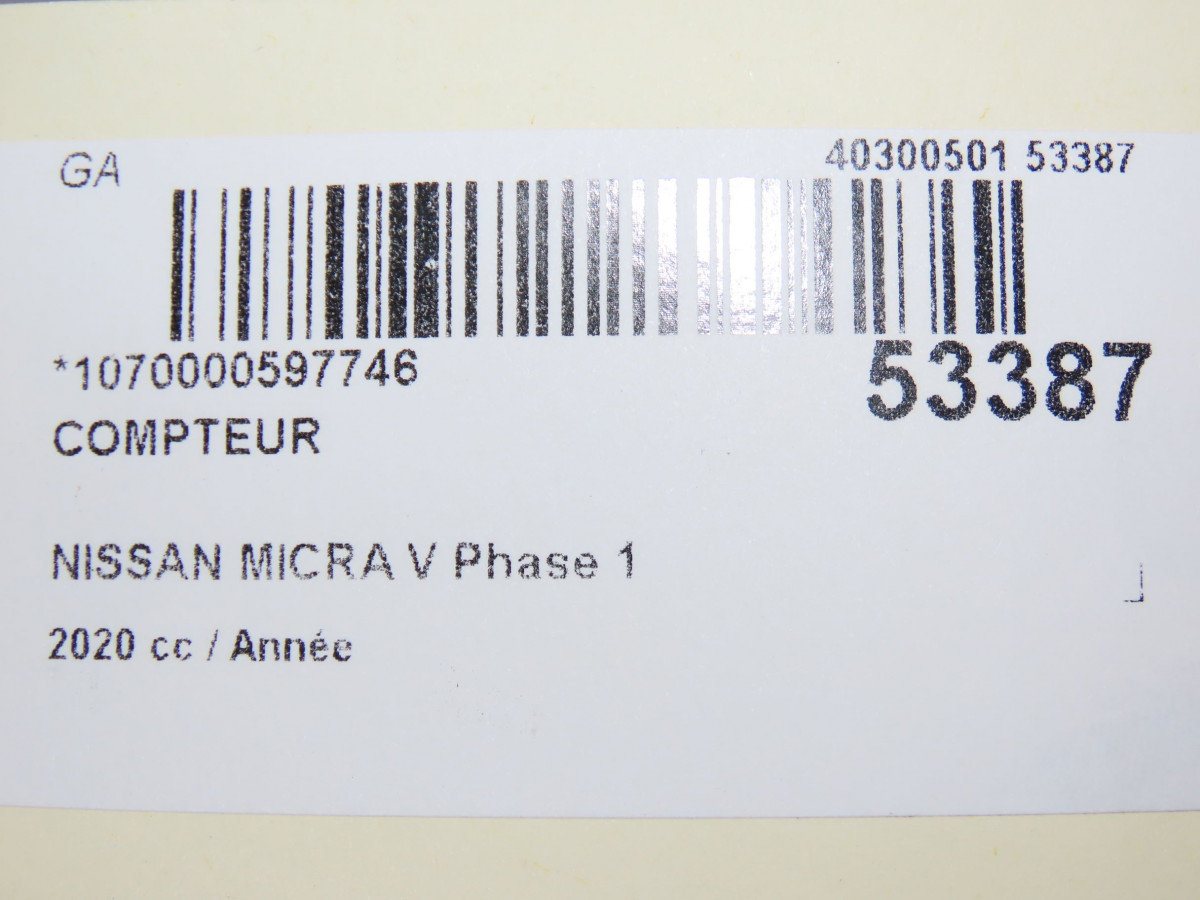 GA
40300501 53387
*1070000597746
53387
COMPTEUR
NISSAN MICRA V Phase 1
2020 cc / Année